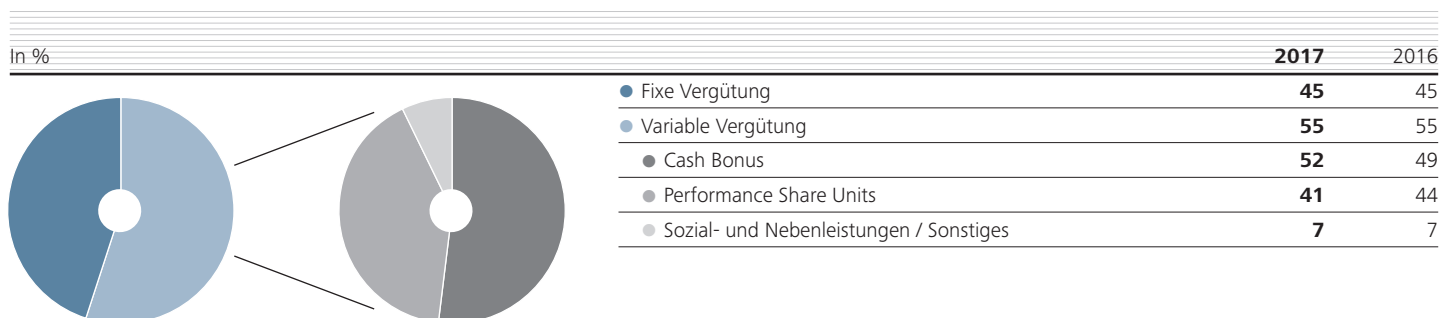 In % 2017 2016
Fixe Vergütung 45 45
Variable Vergütung 55 55
Cash Bonus 52 49
Performance Share Units 41 44
Sozial- und Nebenleistungen / Sonstiges 7 7